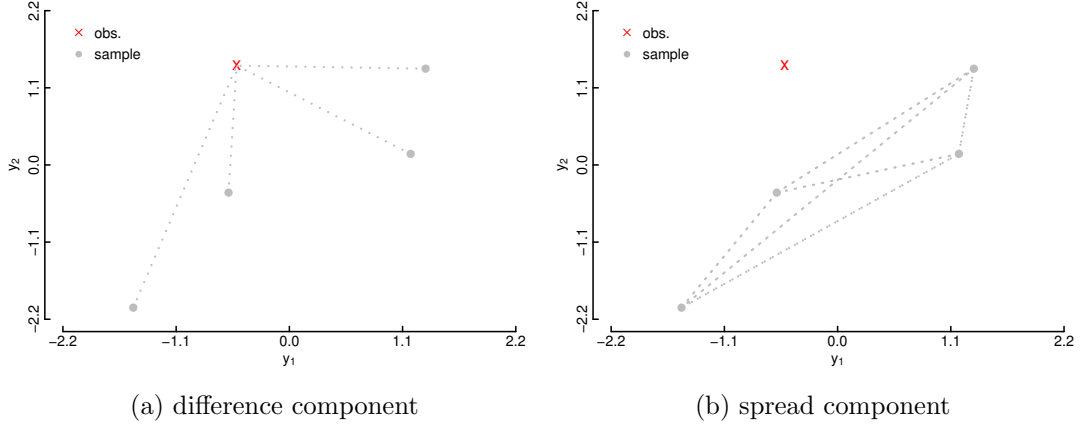 2.2
1.1
0.0
−1.1
−2.2
y2
× obs.
● sample
−2.2 −1.1 0.0 1.1 2.2
y1
(a) difference component
2.2
1.1
0.0
−1.1
−2.2
y2
× obs.
● sample
−2.2 −1.1 0.0 1.1 2.2
y1
(b) spread component